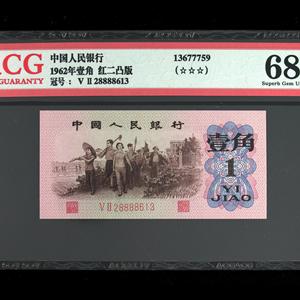 ACG
GUARANTY
中国人民银行
1962年壹角 红二凸版
冠号：V II 28888613
13677759
(☆☆☆)
68
Superb Gem U
中国人民银行
壹角
1
YI
JIAO
V II 28888613